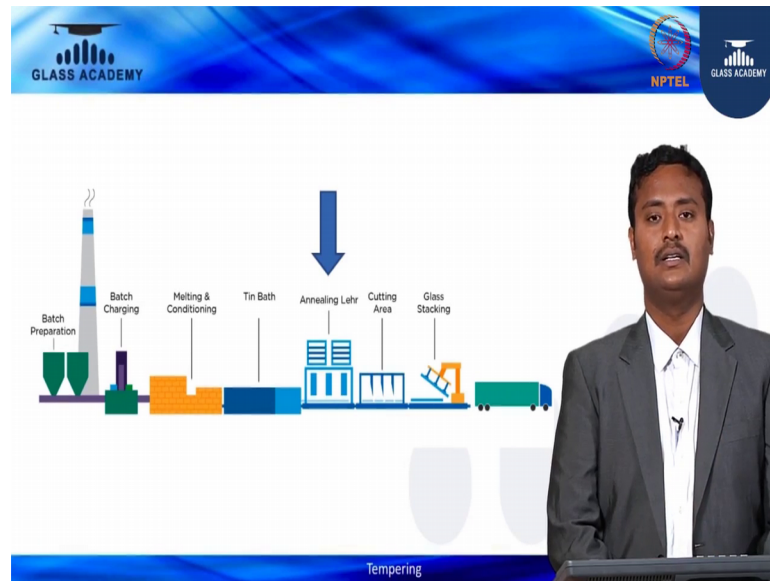 GLASS ACADEMY
NPTEL
GLASS ACADEMY
Batch
Preparation
Batch
Charging
Melting &
Conditioning
Tin Bath
Annealing Lehr
Cutting
Area
Glass
Stacking
Tempering